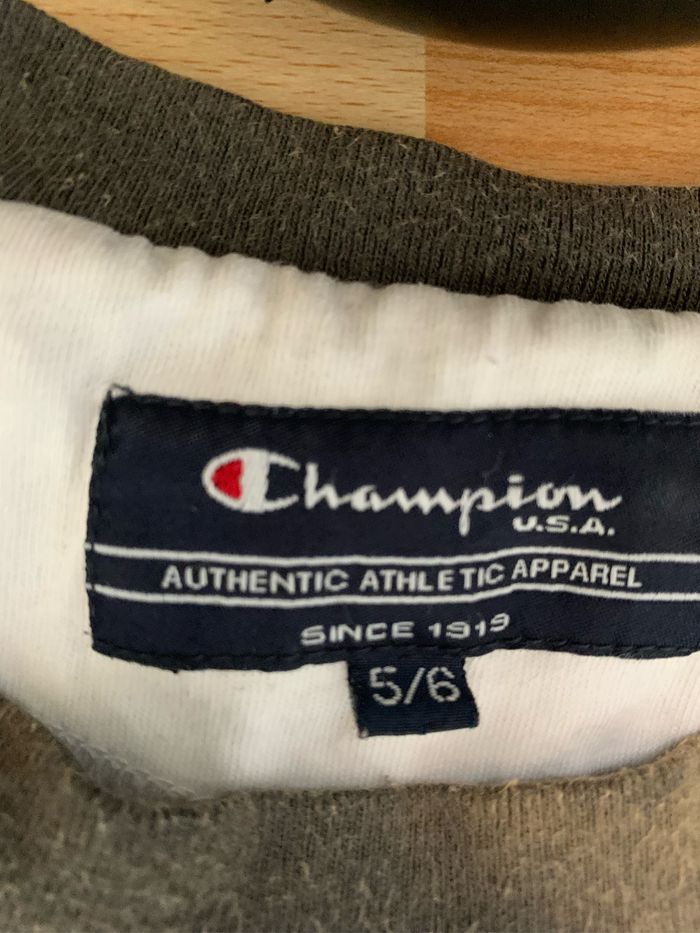 Champion
U.S.A.
AUTHENTIC ATHLETIC APPAREL
SINCE 1919
5/6